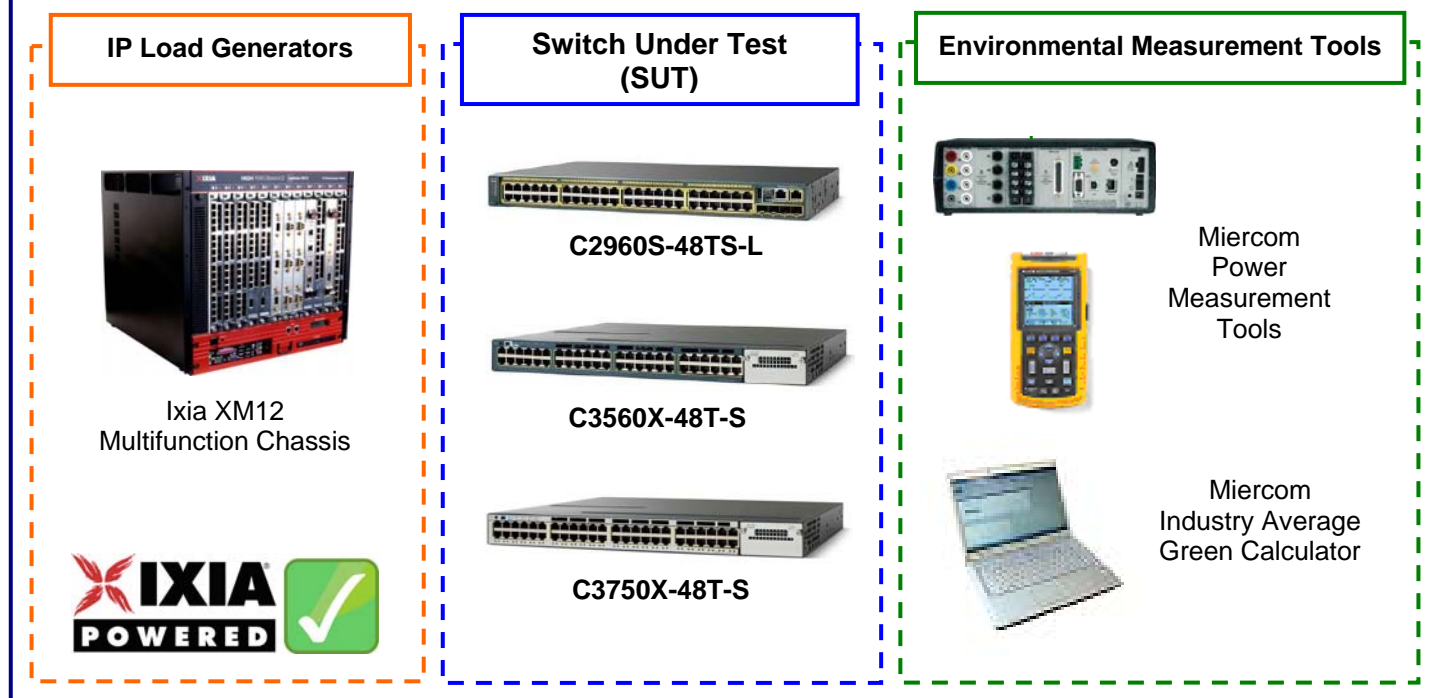 IP Load Generators
IXIA
Ixia XM12
Multifunction Chassis
IXIA
POWERED
Switch Under Test
(SUT)
C2960S-48TS-L
C3560X-48T-S
C3750X-48T-S
Environmental Measurement Tools
Miercom
Power
Measurement
Tools
Miercom
Industry Average
Green Calculator